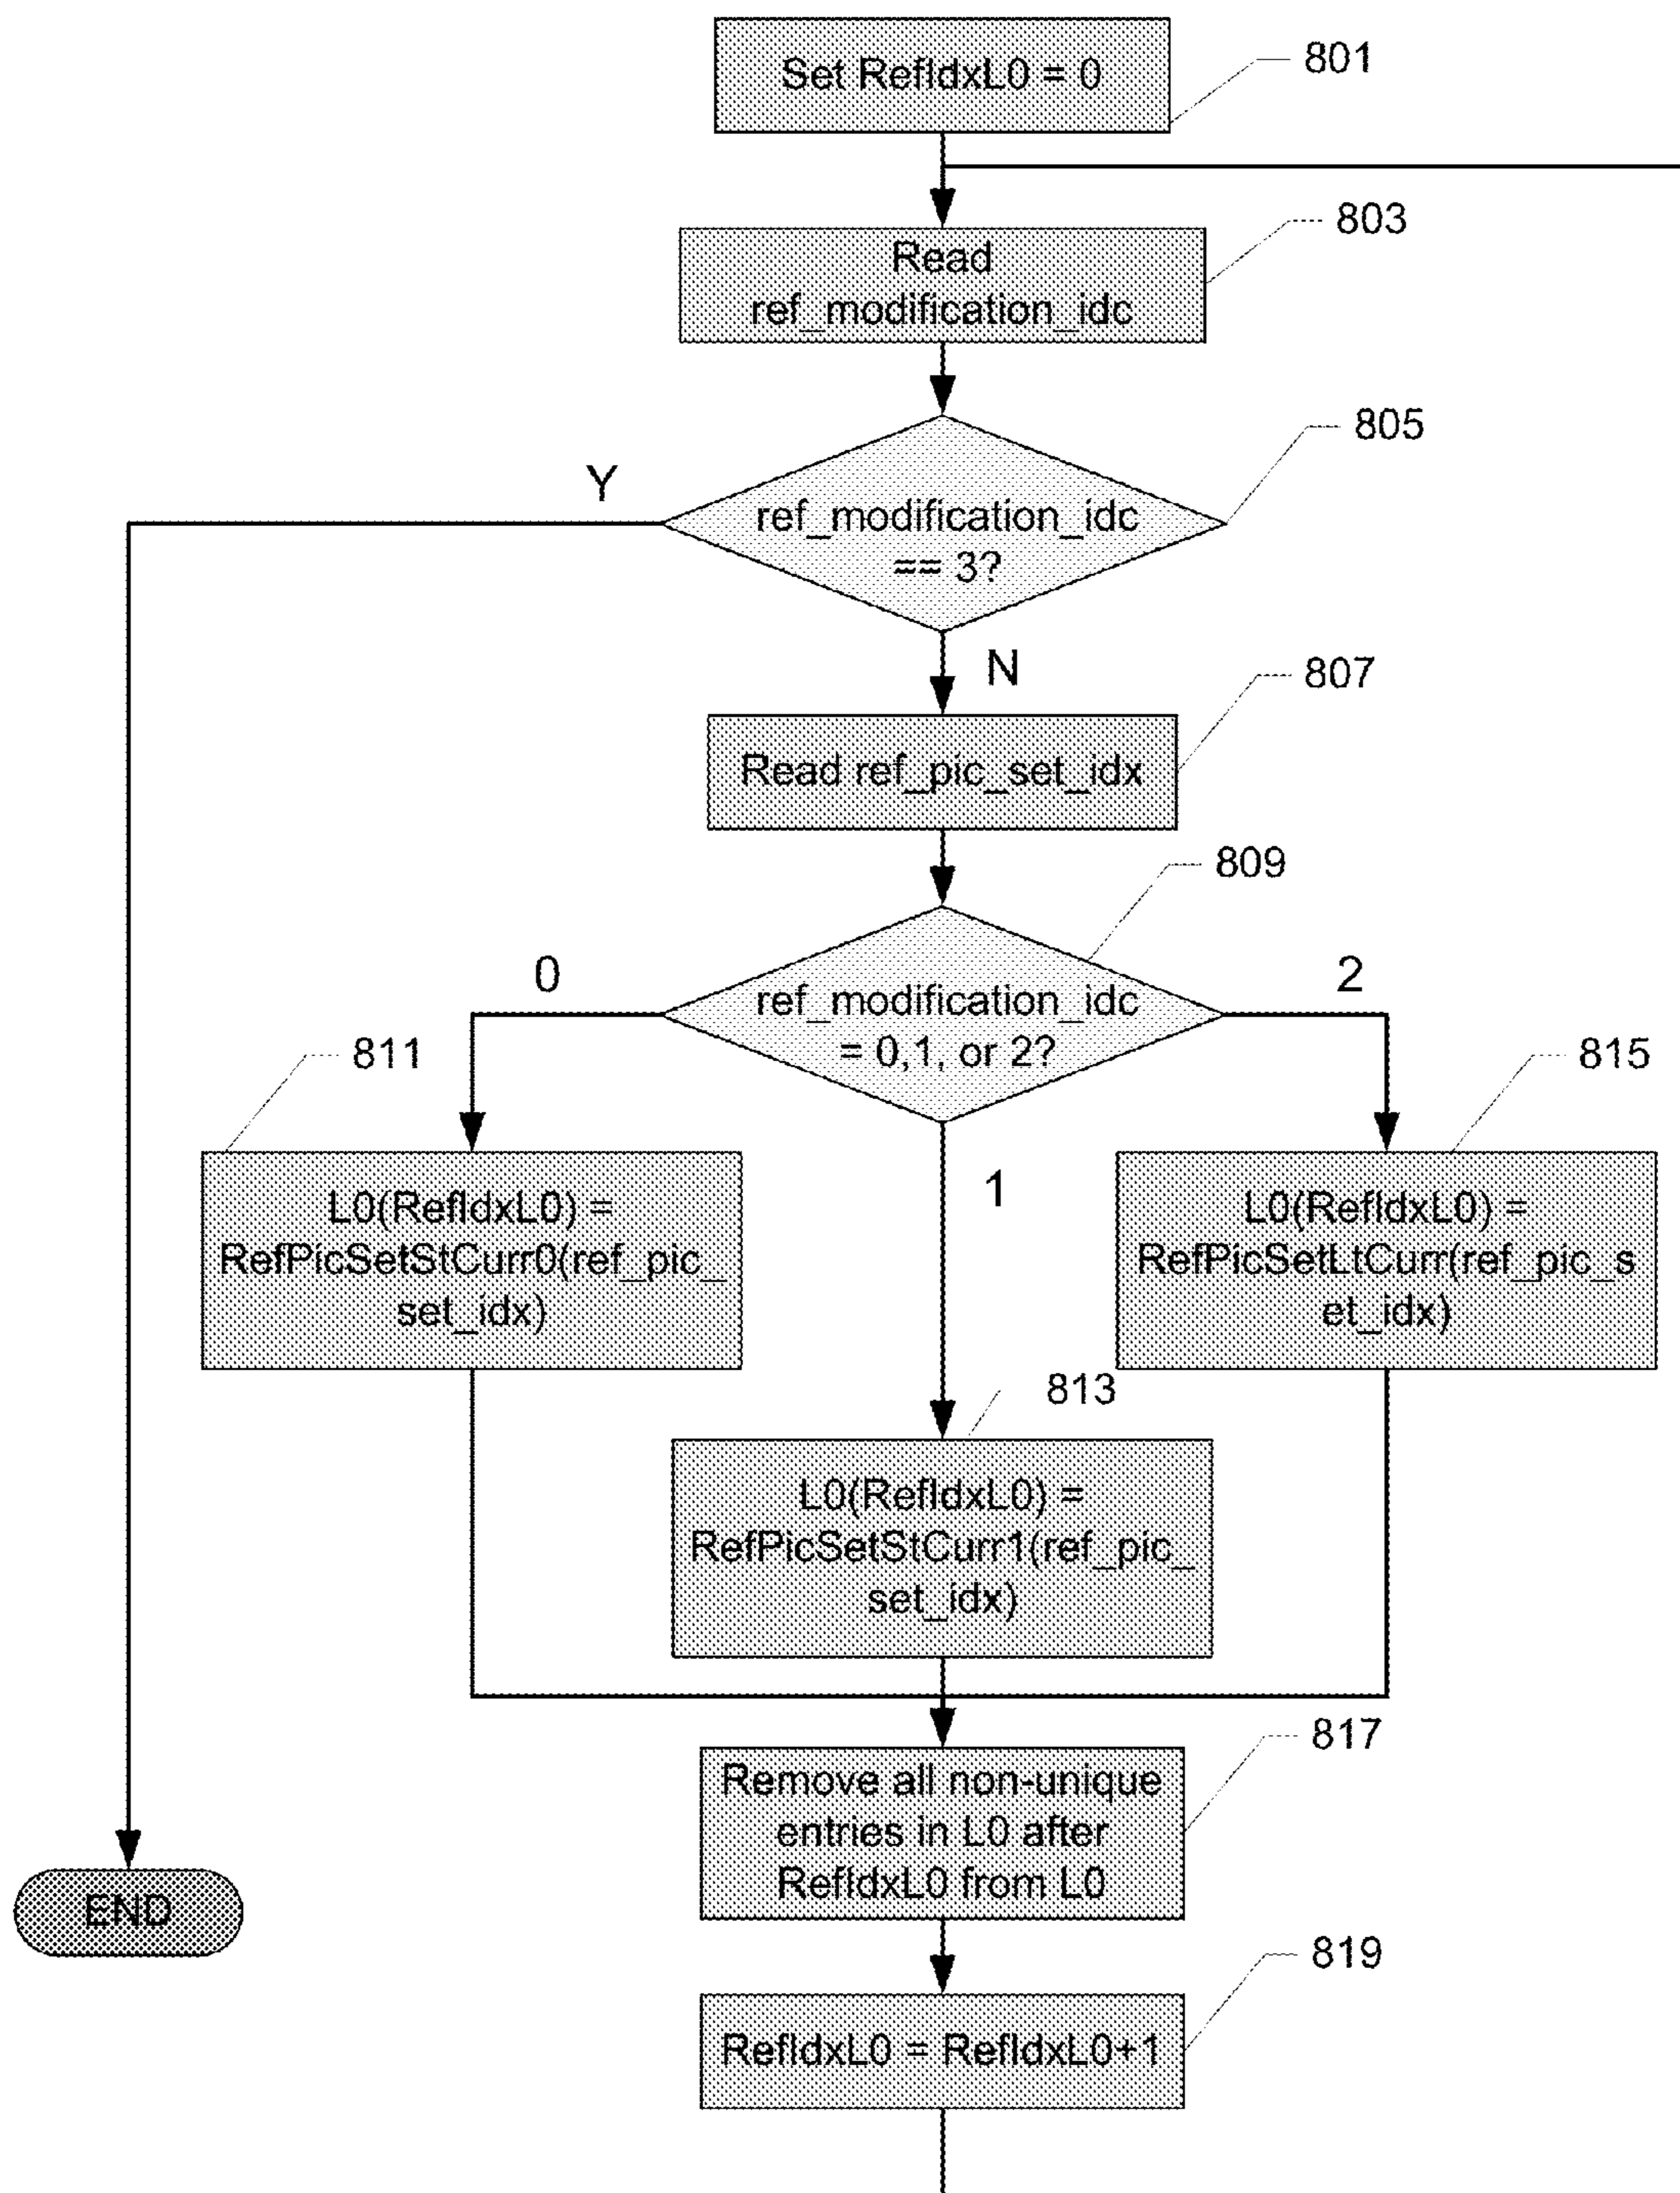 Set RefIdxL0 = 0
801
803
Read
ref_modification_idc
805
Y
ref_modification_idc
== 3?
N
807
Read ref_pic_set_idx
809
0
2
ref_modification_idc
= 0,1, or 2?
811
815
L0(RefIdxL0) =
RefPicSetStCurr0(ref_pic_
set_idx)
1
L0(RefIdxL0) =
RefPicSetLtCurr(ref_pic_s
et_idx)
813
L0(RefIdxL0) =
RefPicSetStCurr1(ref_pic_
set_idx)
817
Remove all non-unique
entries in L0 after
RefIdxL0 from L0
END
819
RefIdxL0 = RefIdxL0+1